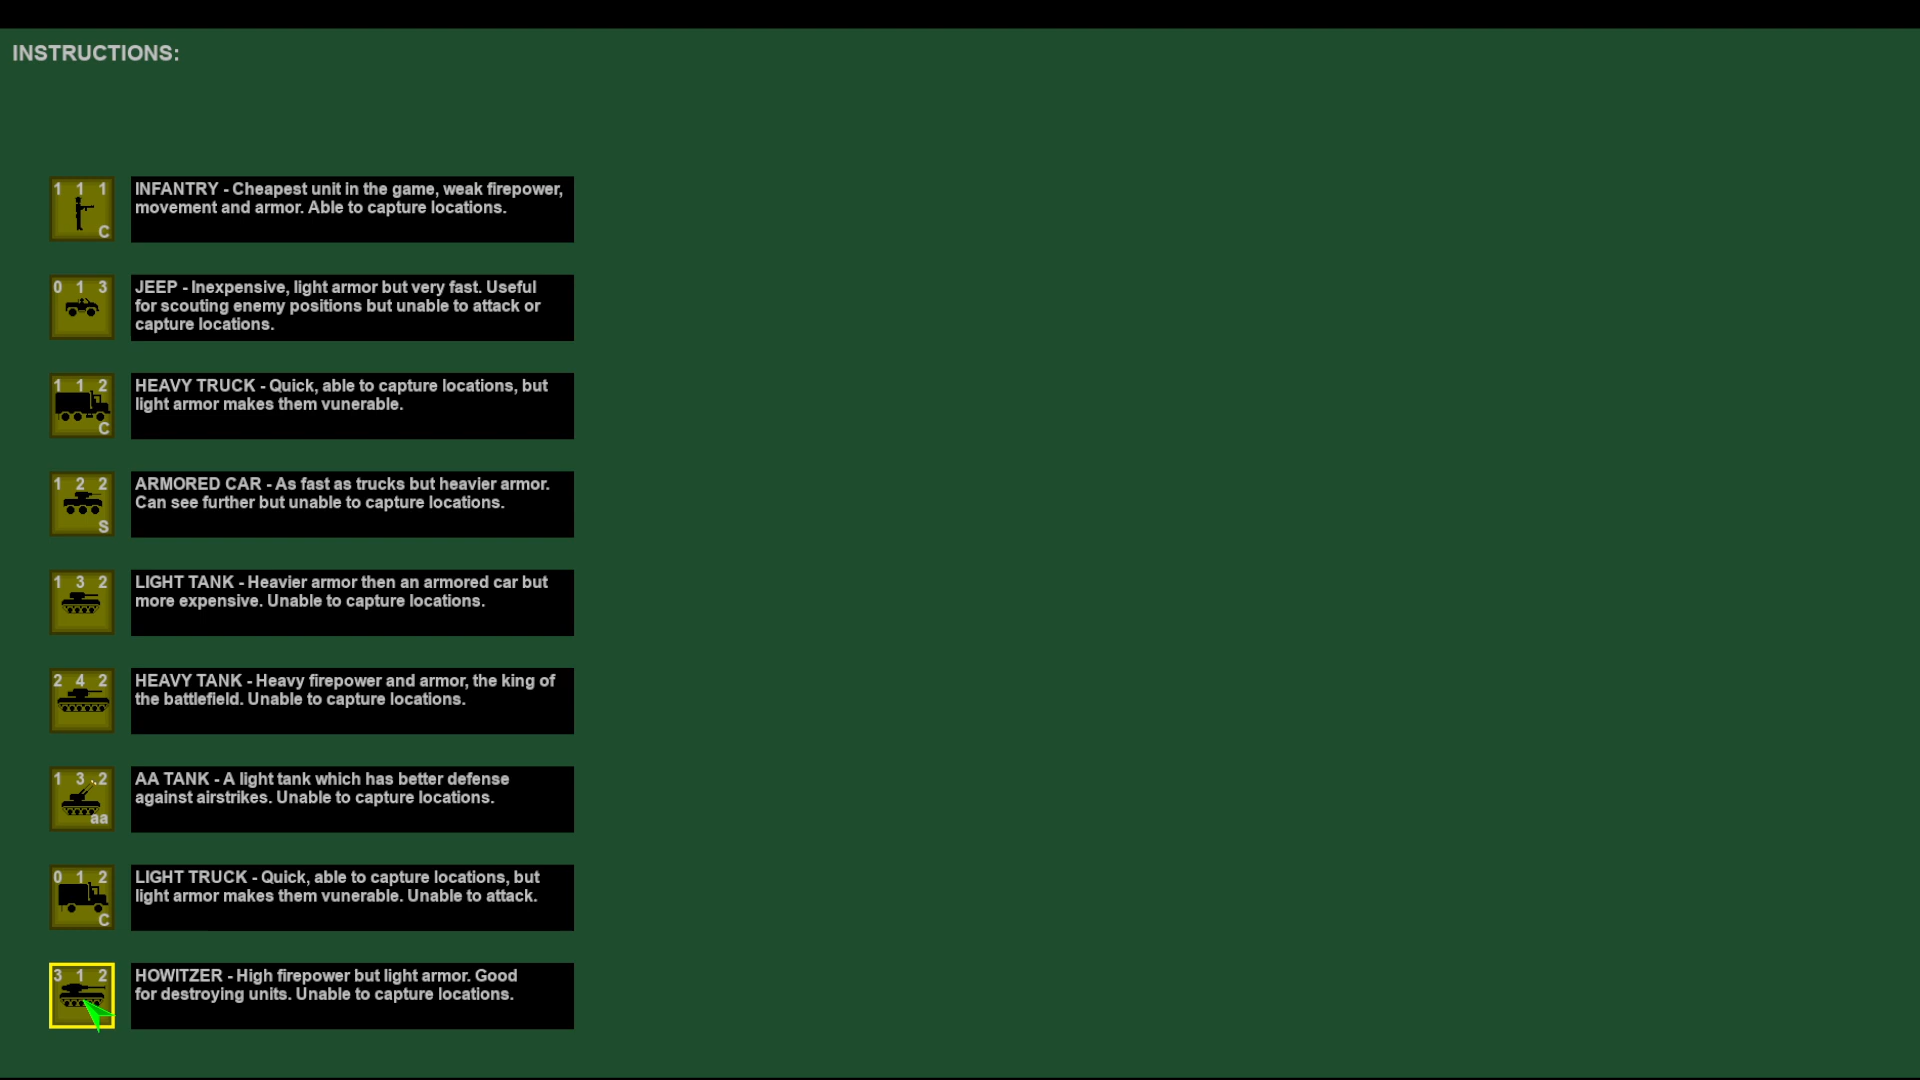 INSTRUCTIONS:
1 1 1
C
INFANTRY - Cheapest unit in the game, weak firepower,
movement and armor. Able to capture locations.
0 1 3
JEEP - Inexpensive, light armor but very fast. Useful
for scouting enemy positions but unable to attack or
capture locations.
1 1 2
C
HEAVY TRUCK - Quick, able to capture locations, but
light armor makes them vunerable.
1 2 2
S
ARMORED CAR - As fast as trucks but heavier armor.
Can see further but unable to capture locations.
1 3 2
LIGHT TANK - Heavier armor then an armored car but
more expensive. Unable to capture locations.
2 4 2
HEAVY TANK - Heavy firepower and armor, the king of
the battlefield. Unable to capture locations.
1 3 2
aa
AA TANK - A light tank which has better defense
against airstrikes. Unable to capture locations.
0 1 2
C
LIGHT TRUCK - Quick, able to capture locations, but
light armor makes them vunerable. Unable to attack.
3 1 2
HOWITZER - High firepower but light armor. Good
for destroying units. Unable to capture locations.